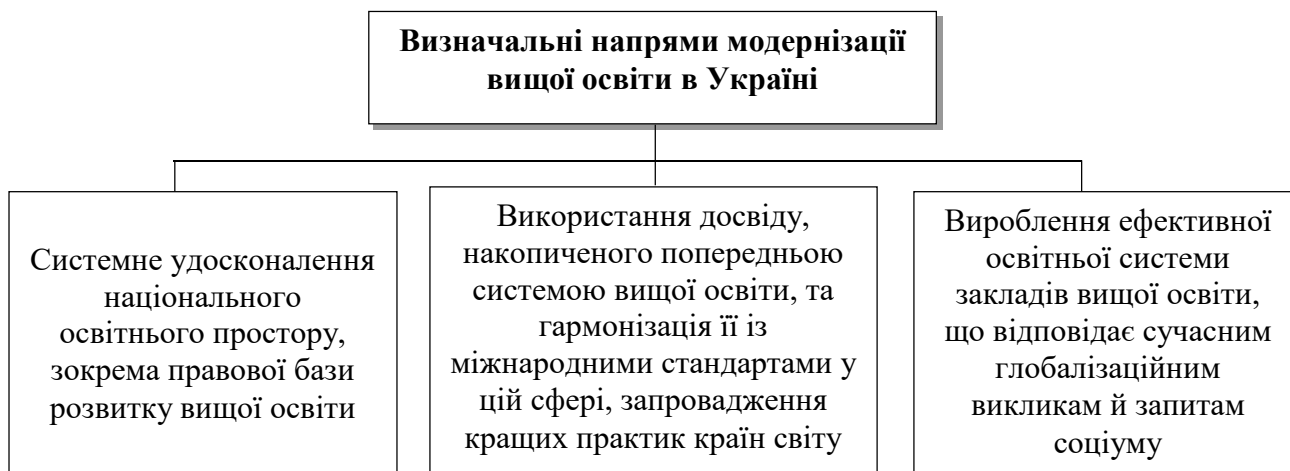 Визначальні напрями модернізації
вищої освіти в Україні
Системне удосконалення
національного
освітнього простору,
зокрема правової бази
розвитку вищої освіти
Використання досвіду,
накопиченого попередньою
системою вищої освіти, та
гармонізація її із
міжнародними стандартами у
цій сфері, запровадження
кращих практик країн світу
Вироблення ефективної
освітньої системи
закладів вищої освіти,
що відповідає сучасним
глобалізаційним
викликам й запитам
соціуму